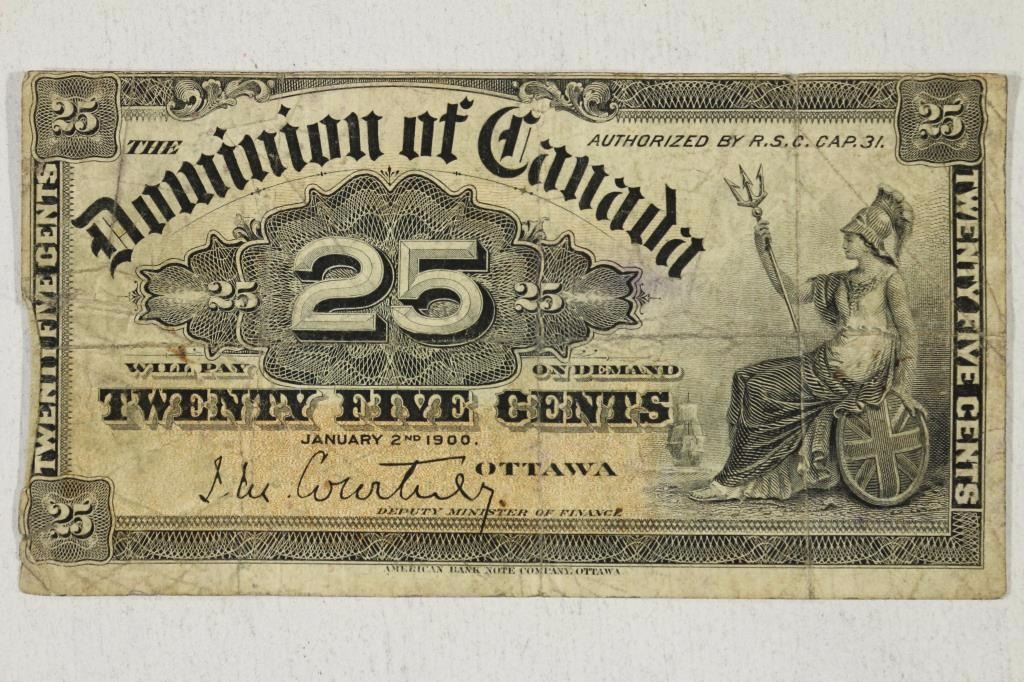 25
25
THE
Dominion of Canada
AUTHORIZED BY R.S.C. CAP. 31.
TWENTY FIVE CENTS
TWENTY FIVE CENTS
25
25
25
WILL PAY
ON DEMAND
TWENTY FIVE CENTS
JANUARY 2ND 1900.
J. M. Courtney
OTTAWA
DEPUTY MINISTER OF FINANCE
25
AMERICAN BANK NOTE COMPANY, OTTAWA